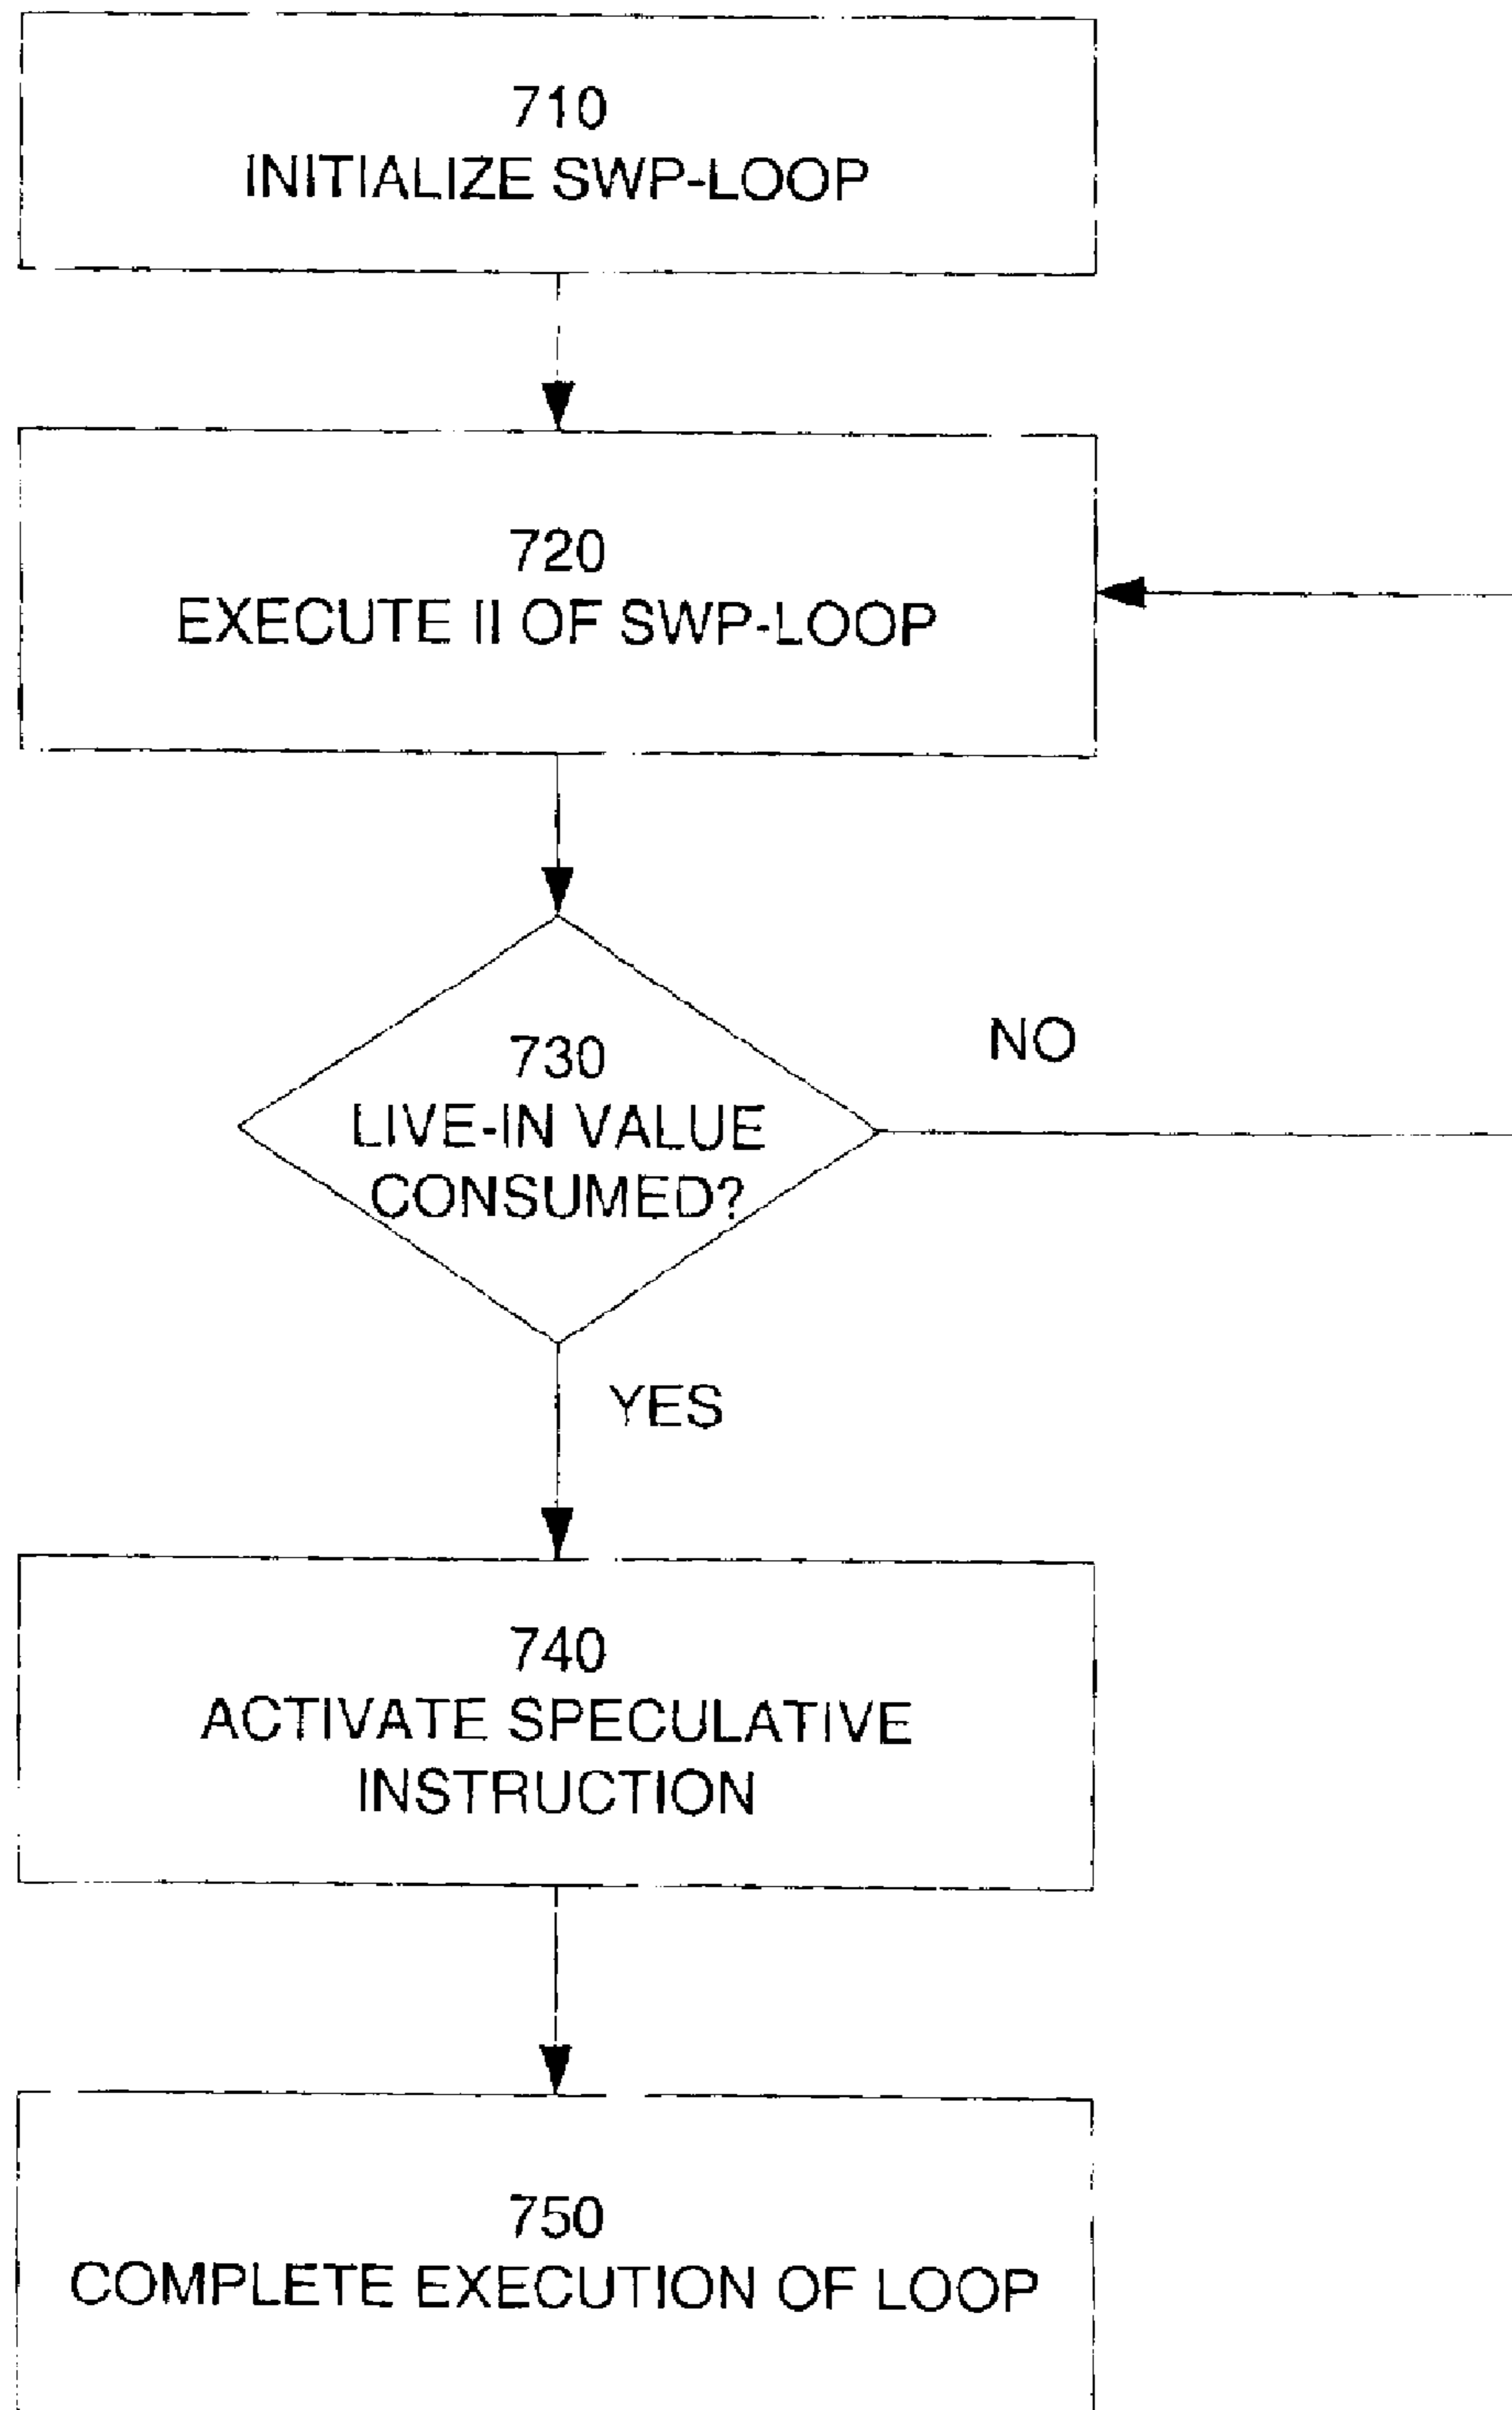 710
INITIALIZE SWP-LOOP
720
EXECUTE II OF SWP-LOOP
730
LIVE-IN VALUE
CONSUMED?
NO
YES
740
ACTIVATE SPECULATIVE
INSTRUCTION
750
COMPLETE EXECUTION OF LOOP